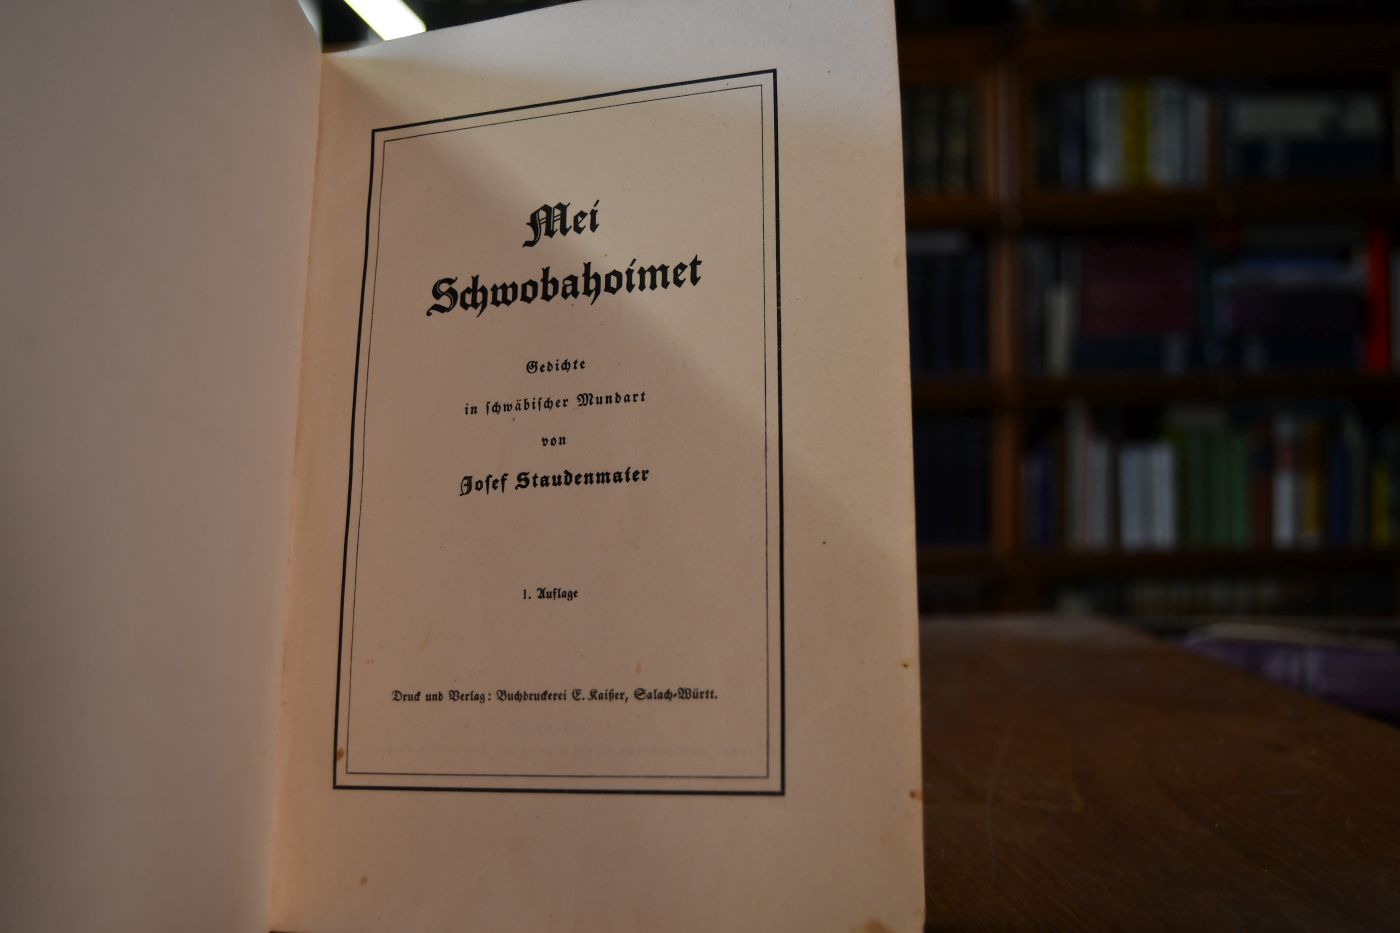 Mei
Schwobahoimet
Gedichte
in ſchwäbiſcher Mundart
von
Joſef Staudenmaier
1. Auflage
Druck und Verlag: Buchdruckerei E. Kaißer, Salach-Württ.